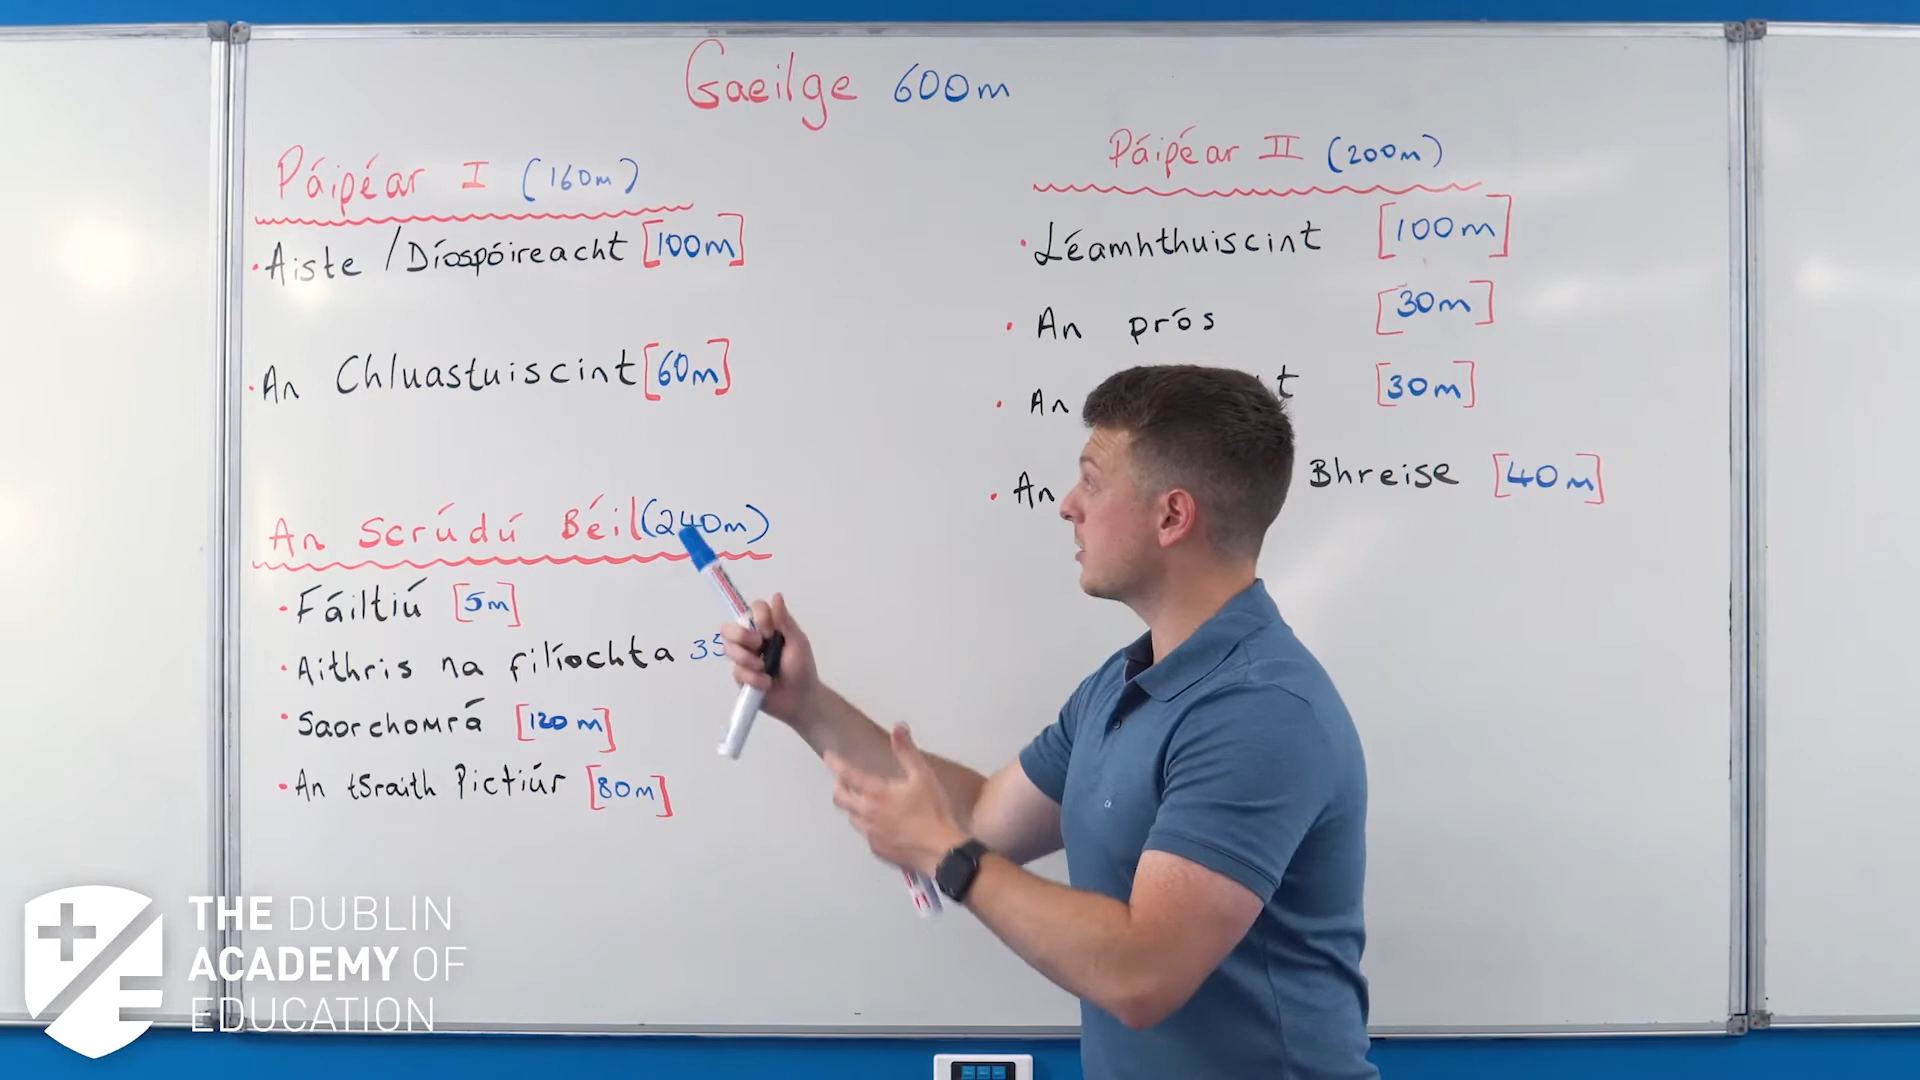 Gaeilge 600m
Páipéar I (160m)
· Aiste / Díospóireacht [100m]
· An Chluastuiscint [60m]
An Scrúdú Béil (240m)
· Fáiltiú [5m]
· Aithris na filíochta 35
· Saorchomrá [120m]
· An tSraith Pictiúr [80m]
Páipéar II (200m)
· Léamhthuiscint [100m]
· An prós [30m]
· An t [30m]
· An Bhreise [40m]
THE DUBLIN
ACADEMY OF
EDUCATION